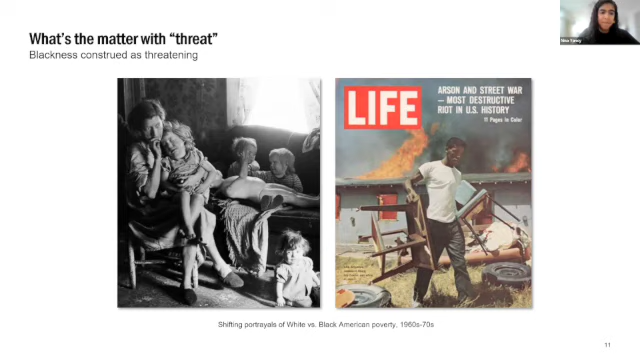 What's the matter with "threat"
Blackness construed as threatening
LIFE
ARSON AND STREET WAR
— MOST DESTRUCTIVE
RIOT IN U.S. HISTORY
11 Pages in Color
Shifting portrayals of White vs. Black American poverty, 1960s-70s
11